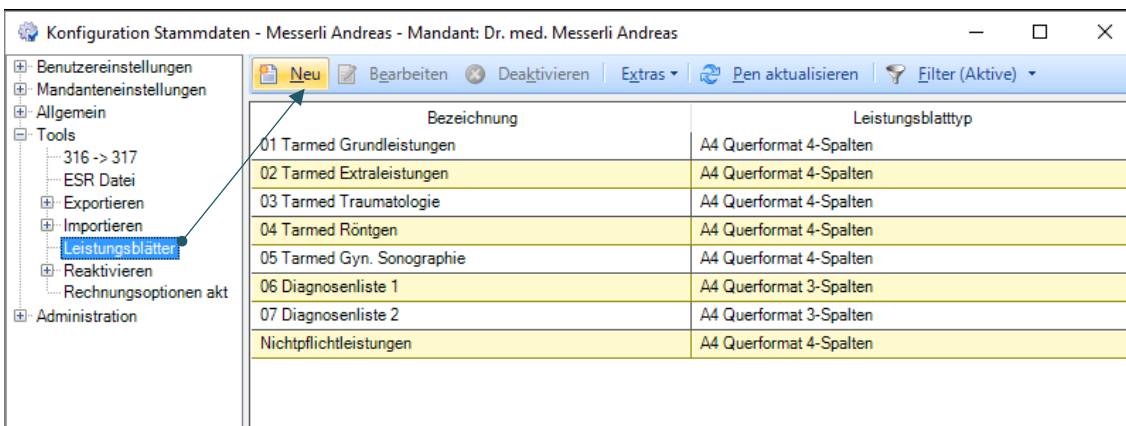 Konfiguration Stammdaten - Messerli Andreas - Mandant: Dr. med. Messerli Andreas
Benutzereinstellungen
Mandanteneinstellungen
Allgemein
Tools
316 -> 317
ESR Datei
Exportieren
Importieren
Leistungsblätter
Reaktivieren
Rechnungsoptionen akt
Administration
Neu Bearbeiten Deaktivieren Extras Pen aktualisieren Filter (Aktive)
Bezeichnung Leistungsblatttyp
01 Tarmed Grundleistungen A4 Querformat 4-Spalten
02 Tarmed Extraleistungen A4 Querformat 4-Spalten
03 Tarmed Traumatologie A4 Querformat 4-Spalten
04 Tarmed Röntgen A4 Querformat 4-Spalten
05 Tarmed Gyn. Sonographie A4 Querformat 4-Spalten
06 Diagnosenliste 1 A4 Querformat 3-Spalten
07 Diagnosenliste 2 A4 Querformat 3-Spalten
Nichtpflichtleistungen A4 Querformat 4-Spalten